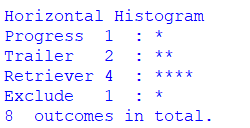 Horizontal Histogram
Progress  1  : *
Trailer   2  : **
Retriever 4  : ****
Exclude   1  : *
8  outcomes in total.